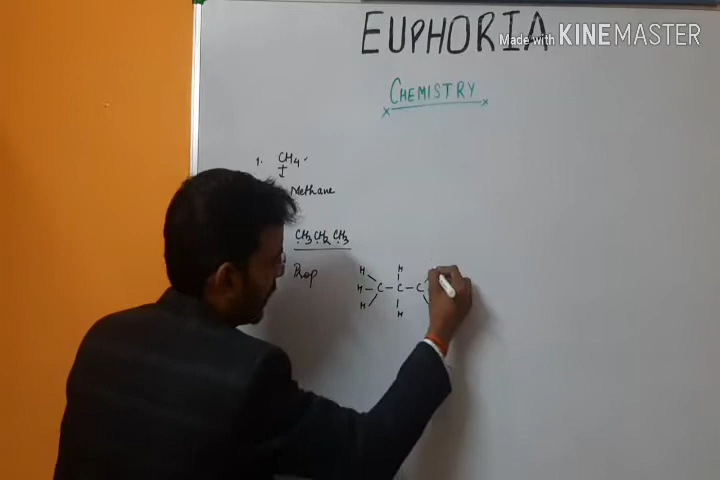 EUPHORIA
Made with KINEMASTER
CHEMISTRY
1. CH4
I
Methane
CH3 CH2 CH3
Prop
H H
H - C - C - C
H H